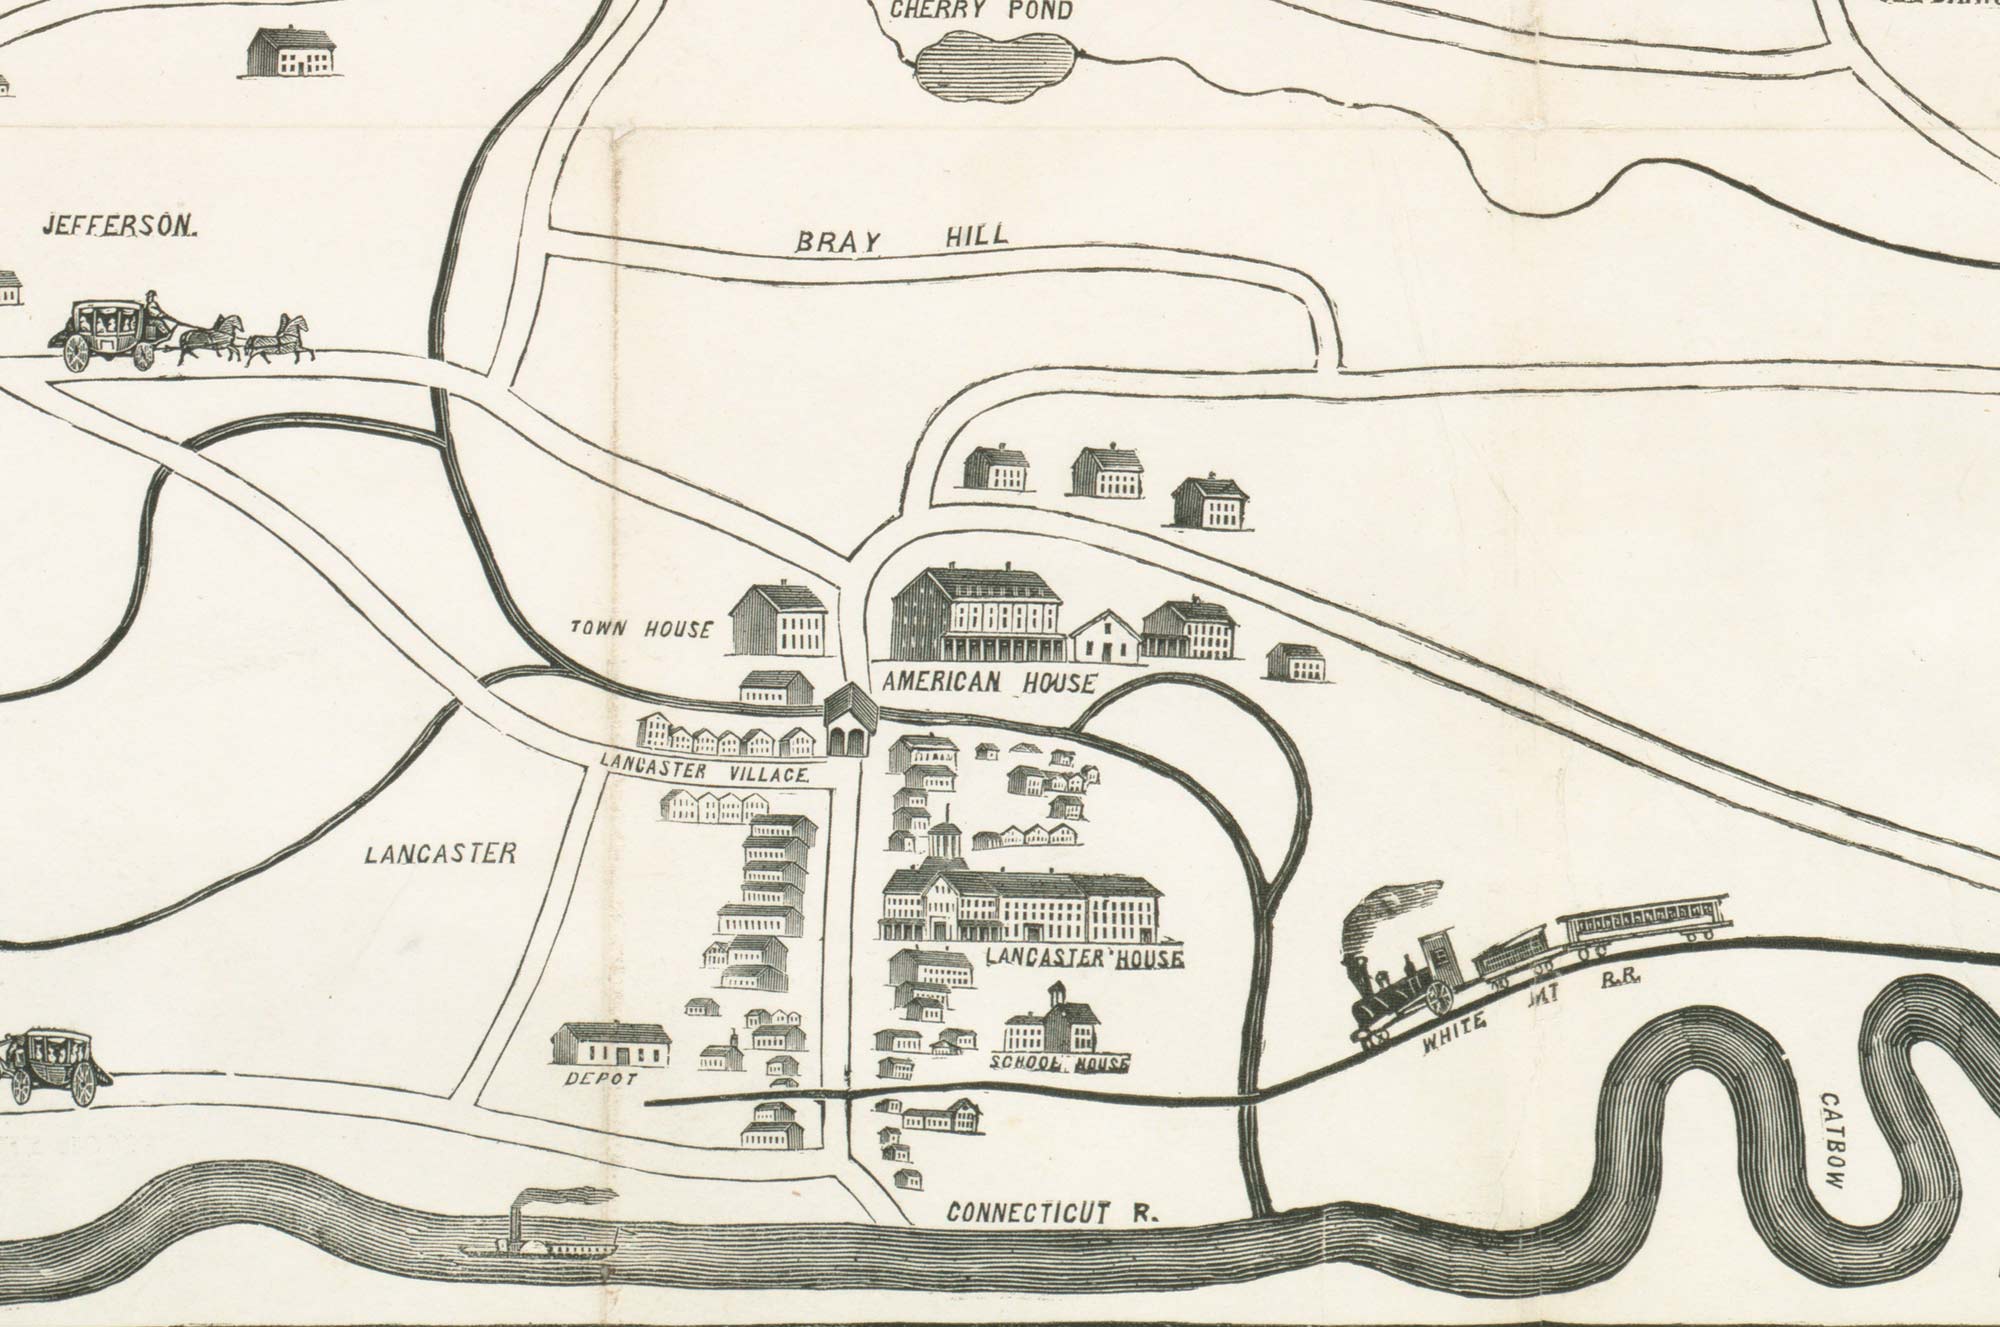 CHERRY POND
JEFFERSON.
BRAY HILL
TOWN HOUSE
AMERICAN HOUSE
LANCASTER VILLAGE.
LANCASTER
LANCASTER HOUSE
WHITE MT R.R.
SCHOOL HOUSE
DEPOT
CATBOW
CONNECTICUT R.